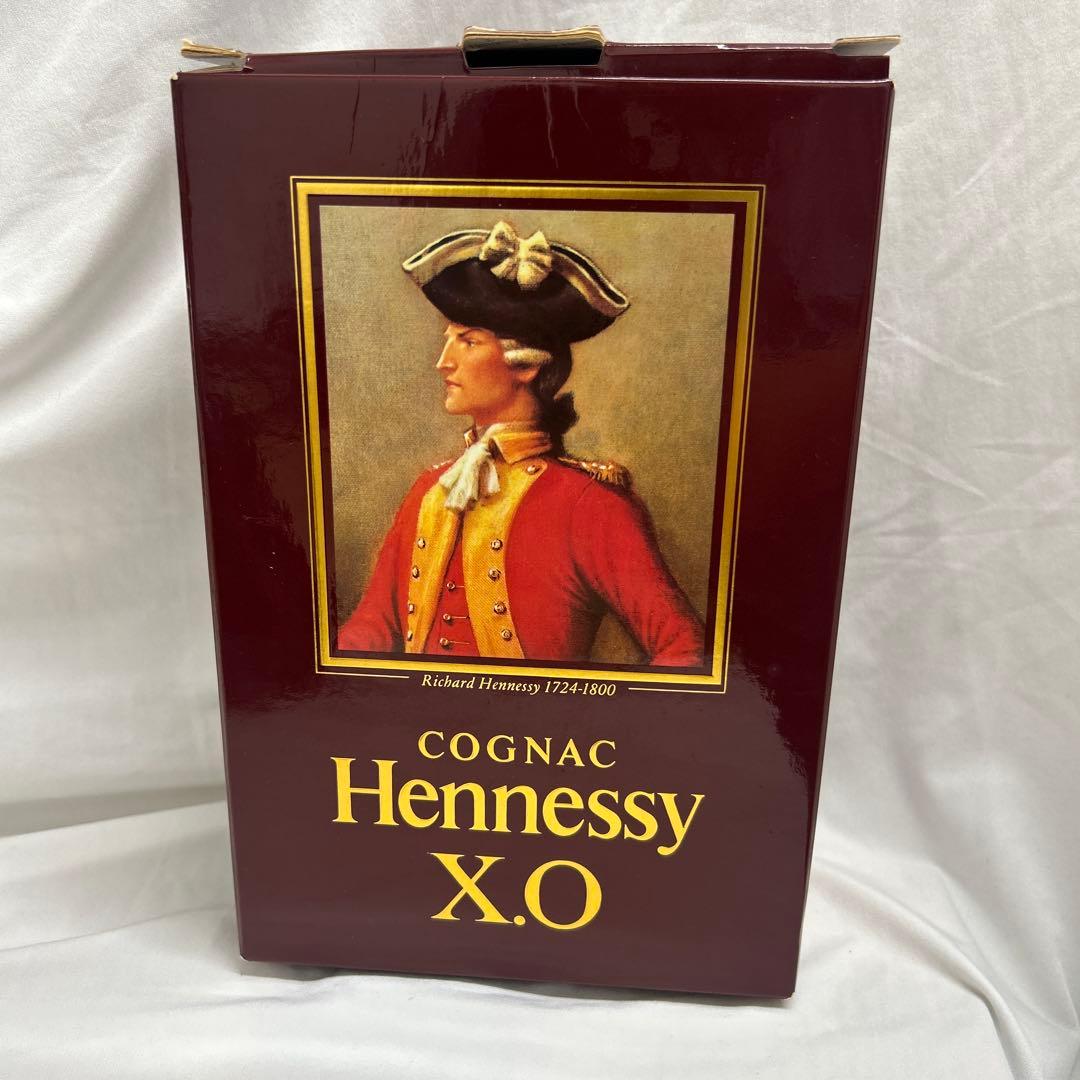 Richard Hennessy 1724-1800
COGNAC
Hennessy
X.O